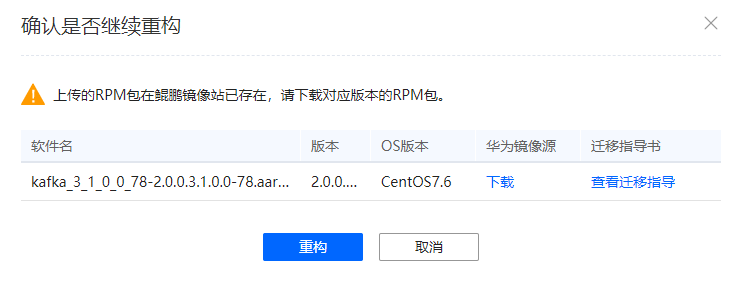 确认是否继续重构
上传的RPM包在鲲鹏镜像站已存在，请下载对应版本的RPM包。
软件名 版本 OS版本 华为镜像源 迁移指导书
kafka_3_1_0_0_78-2.0.0.3.1.0.0-78.aar... 2.0.0.... CentOS7.6 下载 查看迁移指导
重构 取消